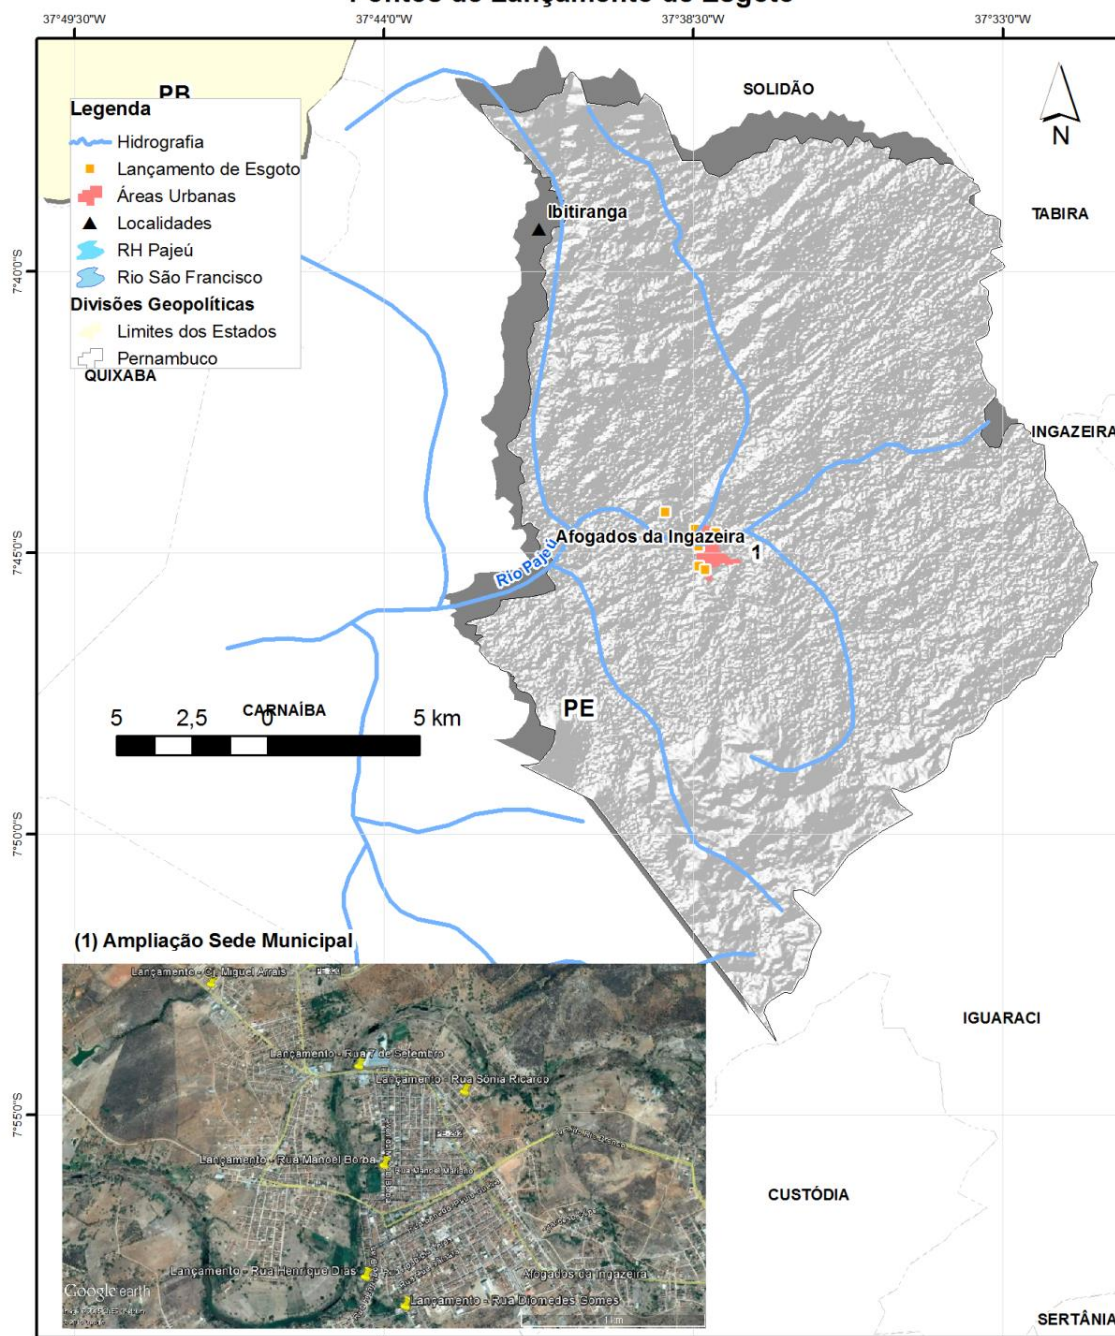 Pontos de Lançamento de Esgoto
37°49'30"W
37°44'0"W
37°38'30"W
37°33'0"W
7°40'0"S
7°45'0"S
7°50'0"S
7°55'0"S
PB
Legenda
Hidrografia
Lançamento de Esgoto
Áreas Urbanas
Localidades
RH Pajeú
Rio São Francisco
Divisões Geopolíticas
Limites dos Estados
Pernambuco
QUIXABA
SOLIDÃO
N
TABIRA
Ibitiranga
INGAZEIRA
Afogados da Ingazeira
1
Rio Pajeú
CARNAÍBA
5 2,5 0 5 km
PE
IGUARACI
CUSTÓDIA
SERTÂNIA
(1) Ampliação Sede Municipal
Lançamento - Cj. Miguel Arrais
Lançamento - Rua 7 de Setembro
Lançamento - Rua Sônia Ricardo
PE-292
Lançamento - Rua Manoel Borba
Lançamento - Rua Henrique Dias
Afogados da Ingazeira
Lançamento - Rua Diomedes Gomes
Google earth
1 km